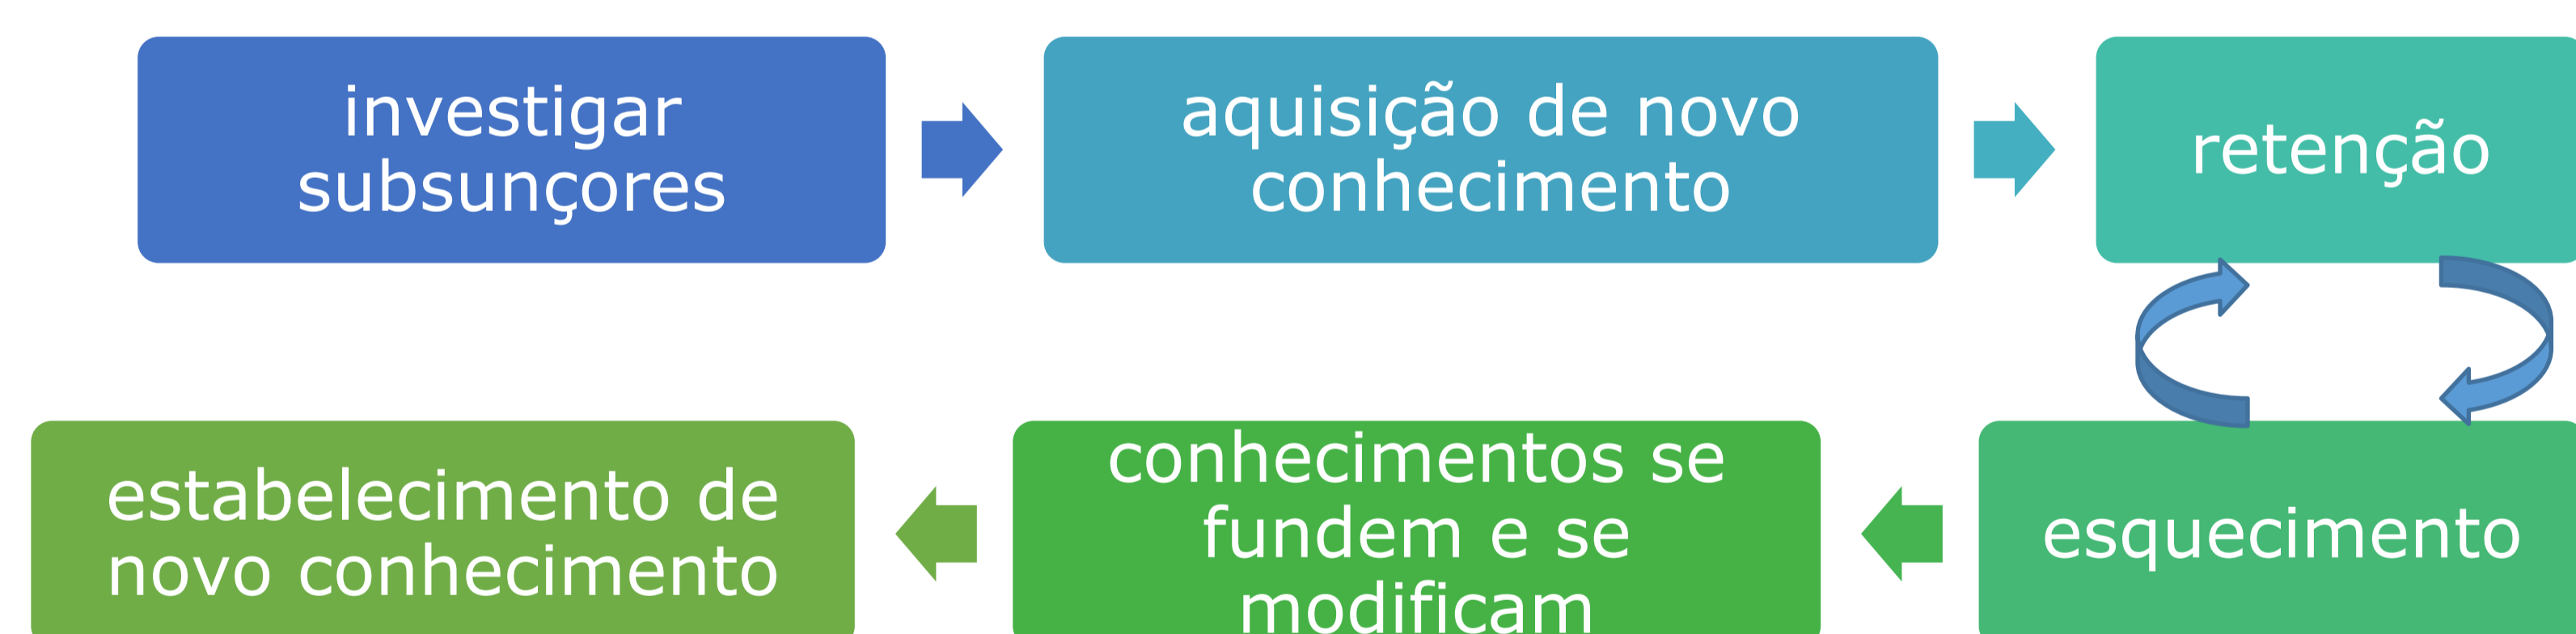 investigar
subsunçores
aquisição de novo
conhecimento
retenção
estabelecimento de
novo conhecimento
conhecimentos se
fundem e se
modificam
esquecimento